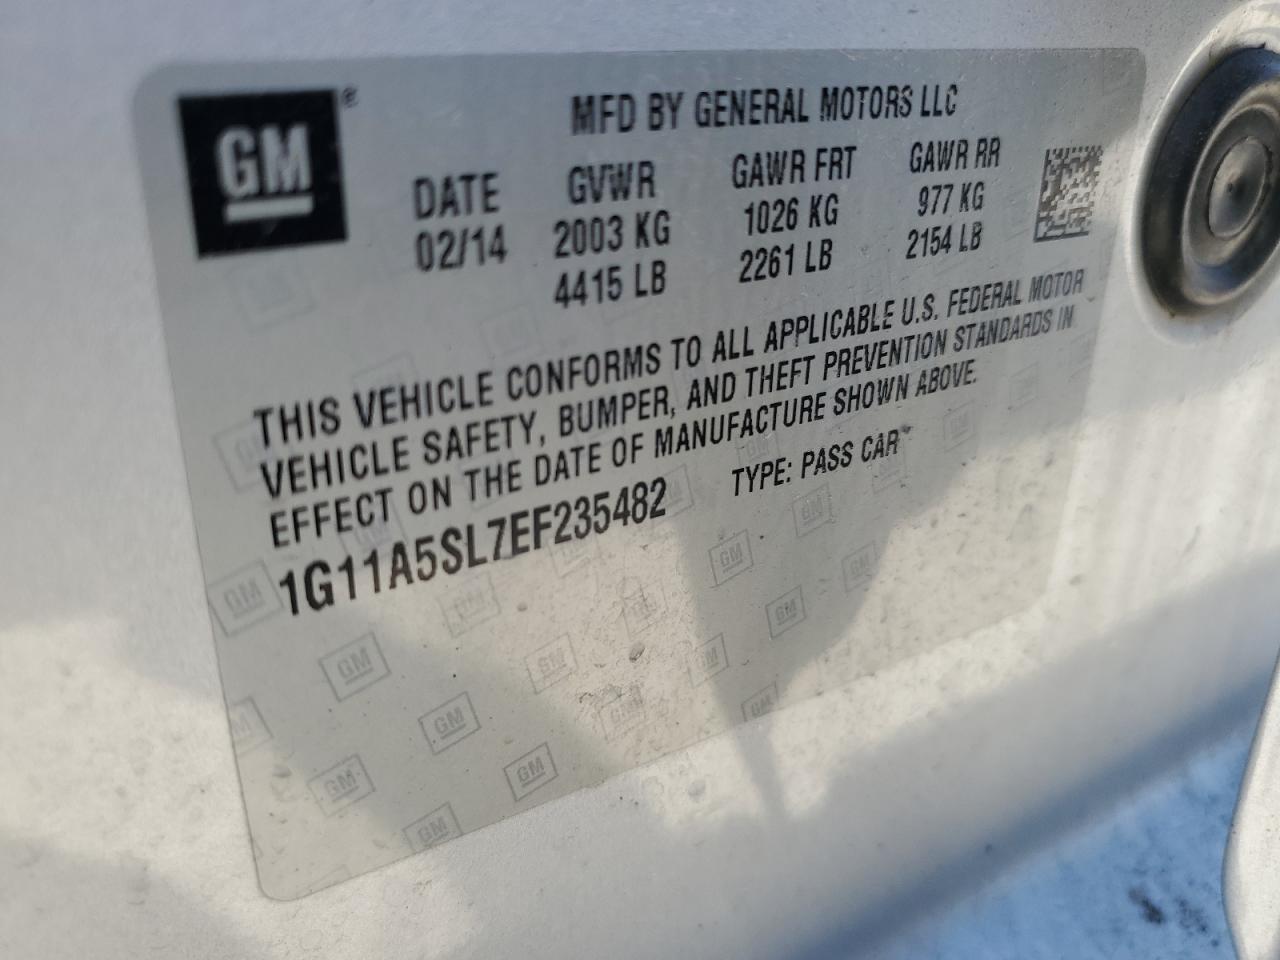 GM ®
MFD BY GENERAL MOTORS LLC
DATE GVWR GAWR FRT GAWR RR
02/14 2003 KG 1026 KG 977 KG
4415 LB 2261 LB 2154 LB
THIS VEHICLE CONFORMS TO ALL APPLICABLE U.S. FEDERAL MOTOR
VEHICLE SAFETY, BUMPER, AND THEFT PREVENTION STANDARDS IN
EFFECT ON THE DATE OF MANUFACTURE SHOWN ABOVE.
1G11A5SL7EF235482 TYPE: PASS CAR